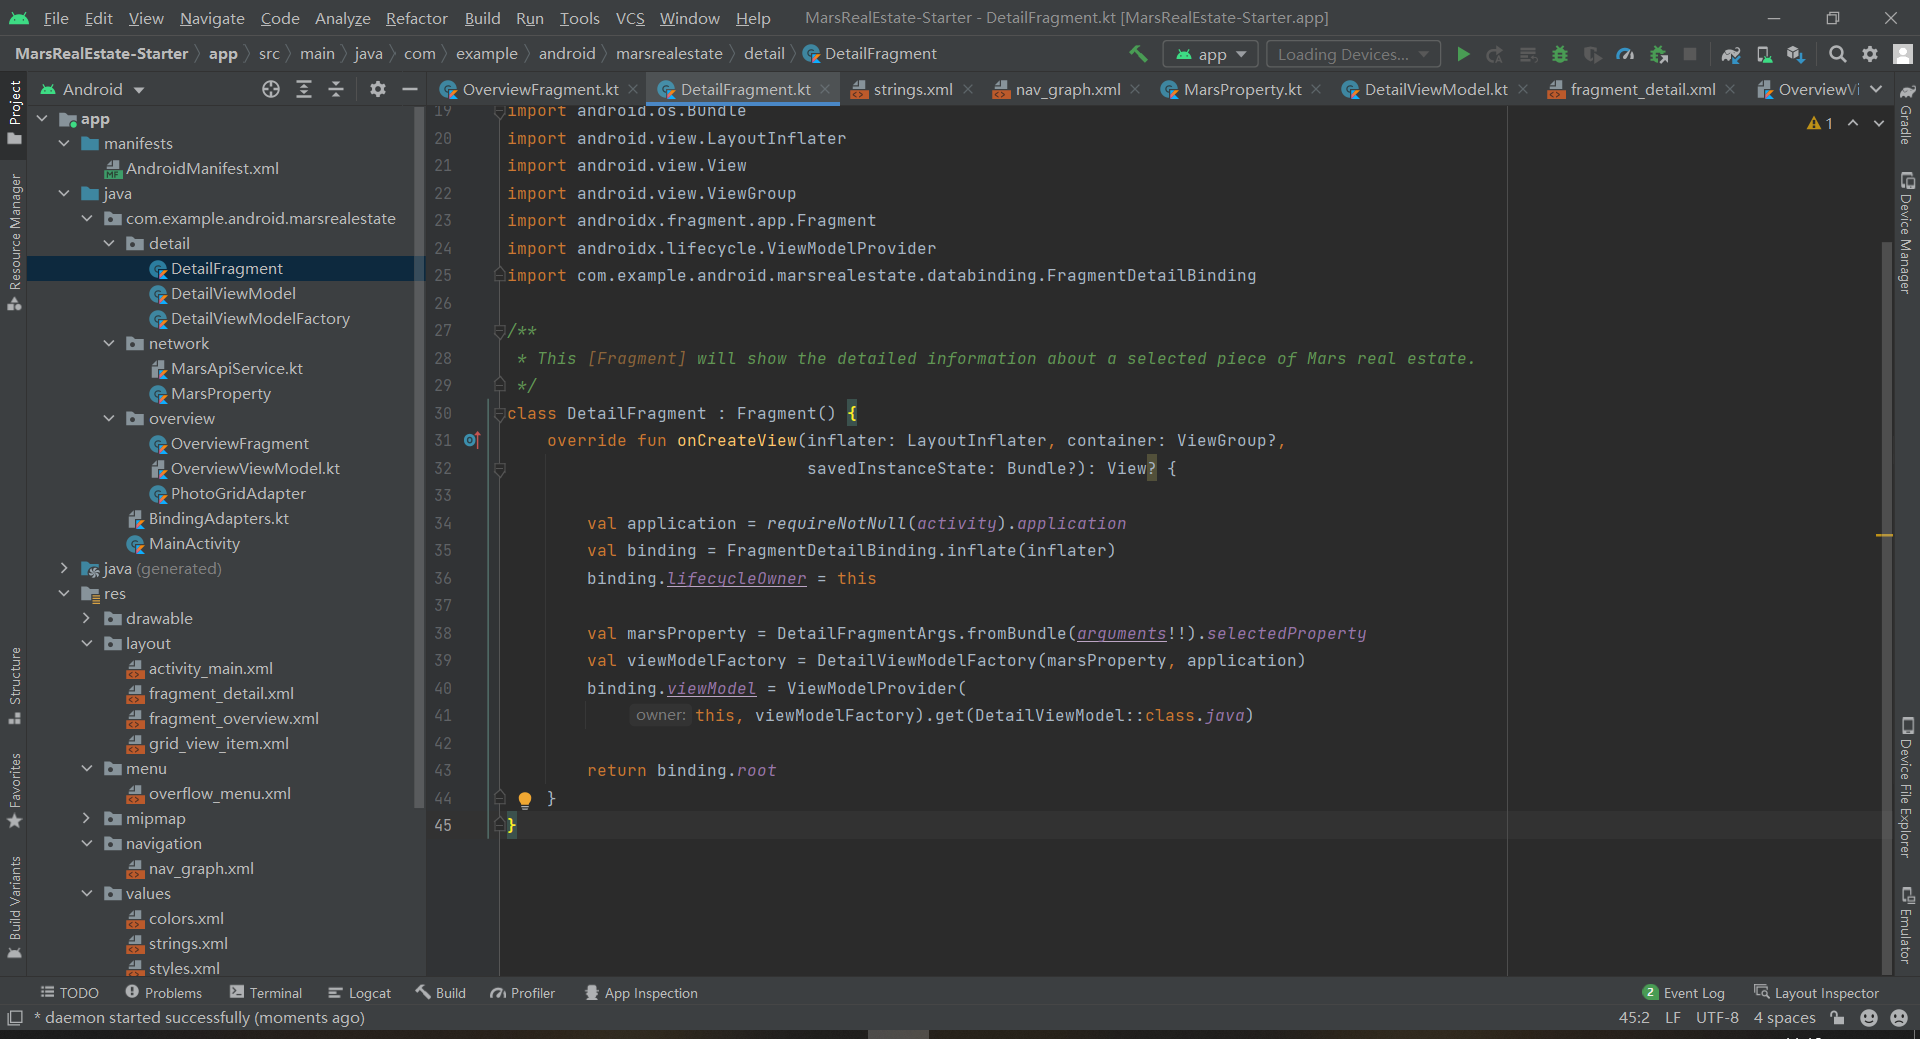 File Edit View Navigate Code Analyze Refactor Build Run Tools VCS Window Help MarsRealEstate-Starter - DetailFragment.kt [MarsRealEstate-Starter.app]
MarsRealEstate-Starter app src main java com example android marsrealestate detail DetailFragment app Loading Devices...
Android
OverviewFragment.kt DetailFragment.kt strings.xml nav_graph.xml MarsProperty.kt DetailViewModel.kt fragment_detail.xml OverviewVi
Project
Resource Manager
Structure
Favorites
Build Variants
app
manifests
AndroidManifest.xml
java
com.example.android.marsrealestate
detail
DetailFragment
DetailViewModel
DetailViewModelFactory
network
MarsApiService.kt
MarsProperty
overview
OverviewFragment
OverviewViewModel.kt
PhotoGridAdapter
BindingAdapters.kt
MainActivity
java (generated)
res
drawable
layout
activity_main.xml
fragment_detail.xml
fragment_overview.xml
grid_view_item.xml
menu
overflow_menu.xml
mipmap
navigation
nav_graph.xml
values
colors.xml
strings.xml
styles.xml
19 import android.os.Bundle
20 import android.view.LayoutInflater
21 import android.view.View
22 import android.view.ViewGroup
23 import androidx.fragment.app.Fragment
24 import androidx.lifecycle.ViewModelProvider
25 import com.example.android.marsrealestate.databinding.FragmentDetailBinding
26
27 /**
28 * This [Fragment] will show the detailed information about a selected piece of Mars real estate.
29 */
30 class DetailFragment : Fragment() {
31 override fun onCreateView(inflater: LayoutInflater, container: ViewGroup?,
32 savedInstanceState: Bundle?): View? {
33
34 val application = requireNotNull(activity).application
35 val binding = FragmentDetailBinding.inflate(inflater)
36 binding.lifecycleOwner = this
37
38 val marsProperty = DetailFragmentArgs.fromBundle(arguments!!).selectedProperty
39 val viewModelFactory = DetailViewModelFactory(marsProperty, application)
40 binding.viewModel = ViewModelProvider(
41 owner: this, viewModelFactory).get(DetailViewModel::class.java)
42
43 return binding.root
44 }
45 }
1
Gradle
Device Manager
Device File Explorer
Emulator
TODO Problems Terminal Logcat Build Profiler App Inspection 2 Event Log Layout Inspector
* daemon started successfully (moments ago) 45:2 LF UTF-8 4 spaces